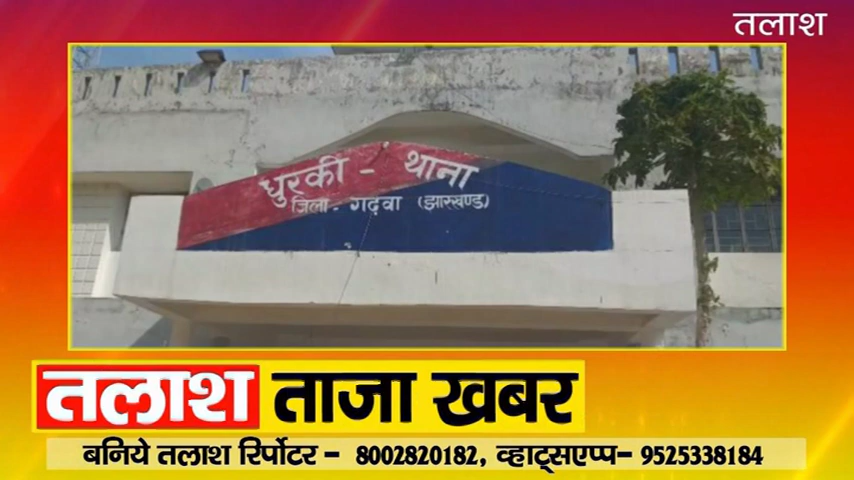 तलाश
धुरकी - थाना
जिला - गढ़वा (झारखण्ड)
तलाश ताजा खबर
बनिये तलाश रिर्पोटर - 8002820182, व्हाट्सएप्प- 9525338184